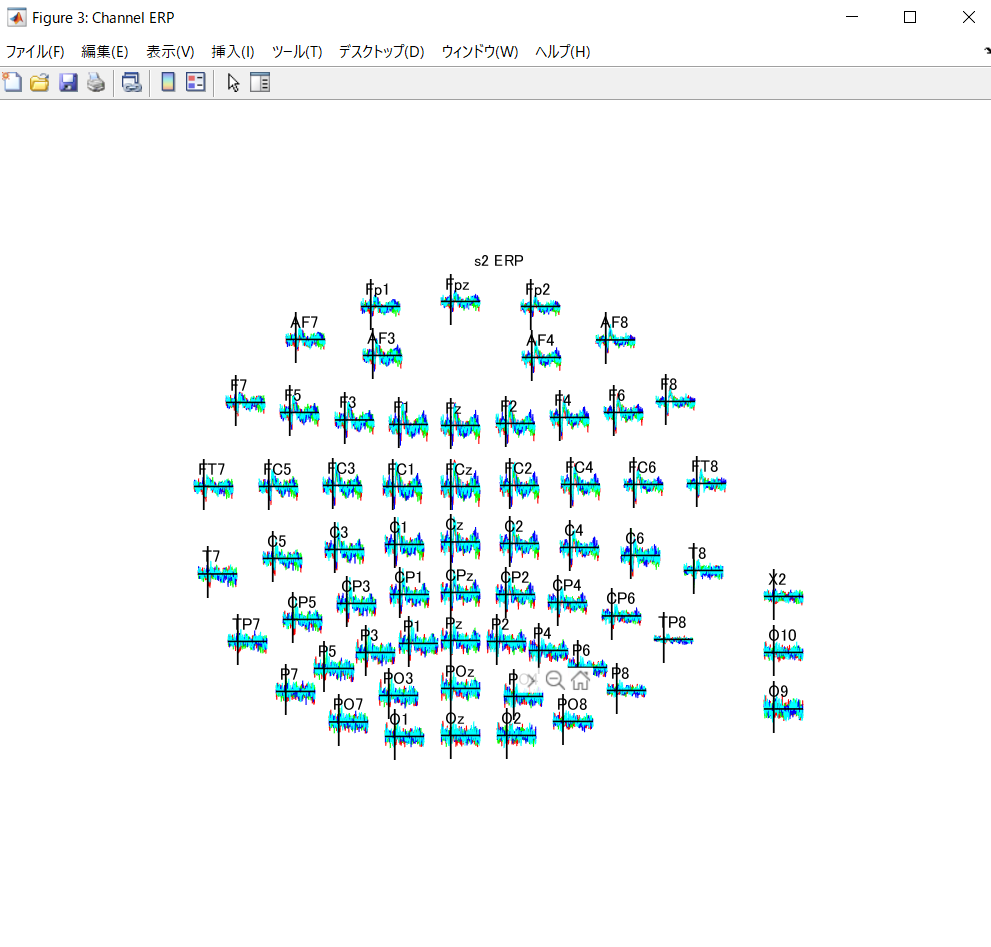 Figure 3: Channel ERP
ファイル(F) 編集(E) 表示(V) 挿入(I) ツール(T) デスクトップ(D) ウィンドウ(W) ヘルプ(H)
s2 ERP
Fp1 Fpz Fp2
AF7 AF3 AF4 AF8
F7 F5 F3 F1 Fz F2 F4 F6 F8
FT7 FC5 FC3 FC1 FCz FC2 FC4 FC6 FT8
T7 C5 C3 C1 Cz C2 C4 C6 T8
TP7 CP5 CP3 CP1 CPz CP2 CP4 CP6 TP8
X2
P7 P5 P3 P1 Pz P2 P4 P6 P8
O10
PO7 PO3 POz PO8
O9
O1 Oz O2